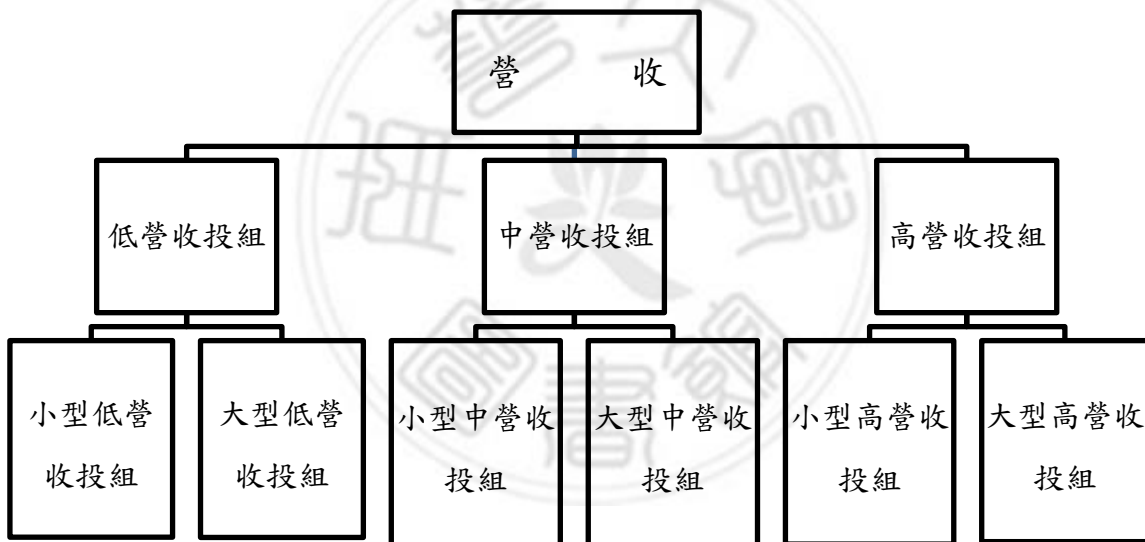 營 收
低營收投組
中營收投組
高營收投組
小型低營
收投組
大型低營
收投組
小型中營收
投組
大型中營收
投組
小型高營收
投組
大型高營收
投組